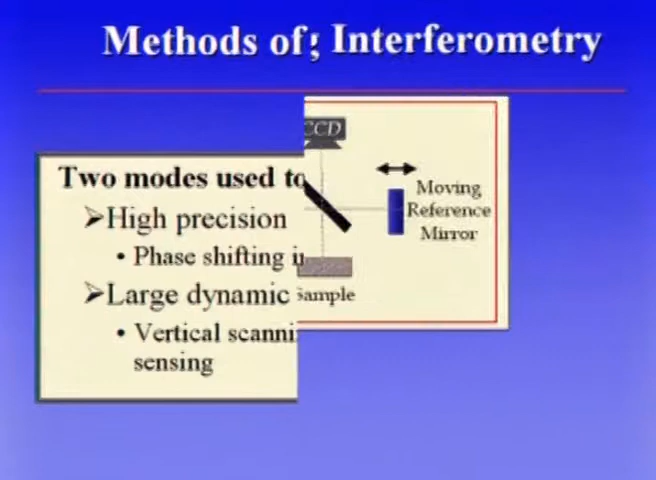 Methods of; Interferometry
Two modes used to
➢High precision
• Phase shifting
➢Large dynamic
• Vertical scanni
sensing
CCD
Moving
Reference
Mirror
Sample